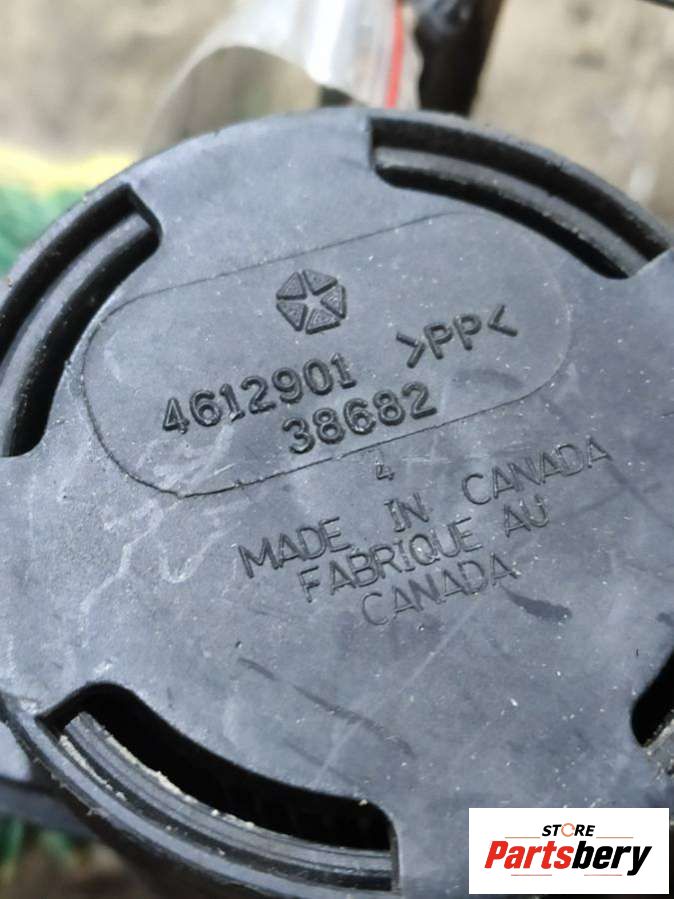 4612901 >PP<
38682
4
MADE IN CANADA
FABRIQUE AU
CANADA
STORE
Partsbery